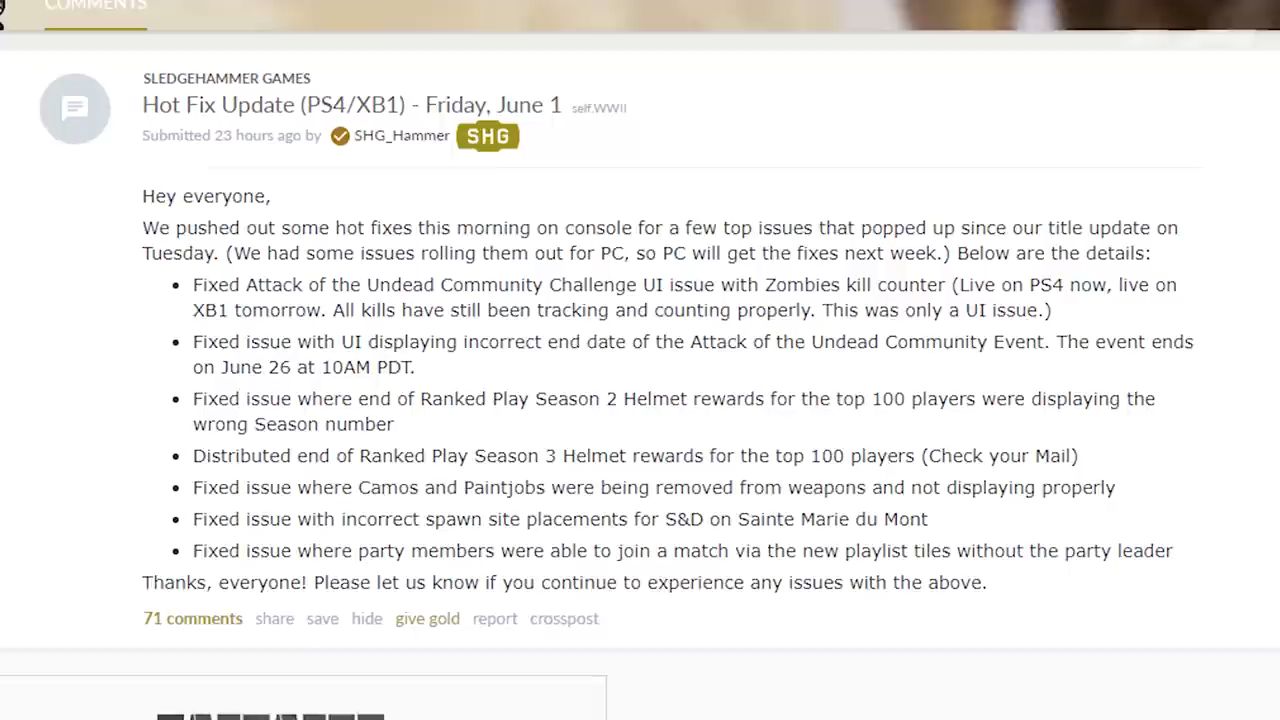 COMMENTS
SLEDGEHAMMER GAMES
Hot Fix Update (PS4/XB1) - Friday, June 1 self.WWII
Submitted 23 hours ago by SHG_Hammer SHG
Hey everyone,
We pushed out some hot fixes this morning on console for a few top issues that popped up since our title update on
Tuesday. (We had some issues rolling them out for PC, so PC will get the fixes next week.) Below are the details:
• Fixed Attack of the Undead Community Challenge UI issue with Zombies kill counter (Live on PS4 now, live on
XB1 tomorrow. All kills have still been tracking and counting properly. This was only a UI issue.)
• Fixed issue with UI displaying incorrect end date of the Attack of the Undead Community Event. The event ends
on June 26 at 10AM PDT.
• Fixed issue where end of Ranked Play Season 2 Helmet rewards for the top 100 players were displaying the
wrong Season number
• Distributed end of Ranked Play Season 3 Helmet rewards for the top 100 players (Check your Mail)
• Fixed issue where Camos and Paintjobs were being removed from weapons and not displaying properly
• Fixed issue with incorrect spawn site placements for S&D on Sainte Marie du Mont
• Fixed issue where party members were able to join a match via the new playlist tiles without the party leader
Thanks, everyone! Please let us know if you continue to experience any issues with the above.
71 comments share save hide give gold report crosspost